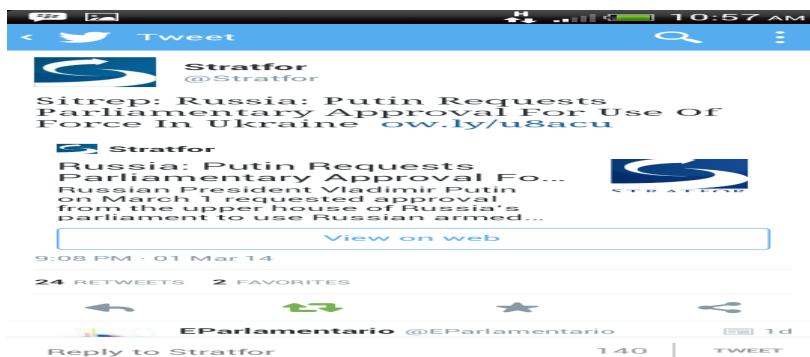 H 10:57 AM
Tweet
Stratfor
@Stratfor
Sitrep: Russia: Putin Requests
Parliamentary Approval For Use Of
Force In Ukraine ow.ly/u8acu
Stratfor
Russia: Putin Requests
Parliamentary Approval Fo...
Russian President Vladimir Putin
on March 1 requested approval
from the upper house of Russia's
parliament to use Russian armed...
STRATFOR
View on web
9:08 PM · 01 Mar 14
24 RETWEETS 2 FAVORITES
EParlamentario @EParlamentario 1d
Reply to Stratfor 140 TWEET